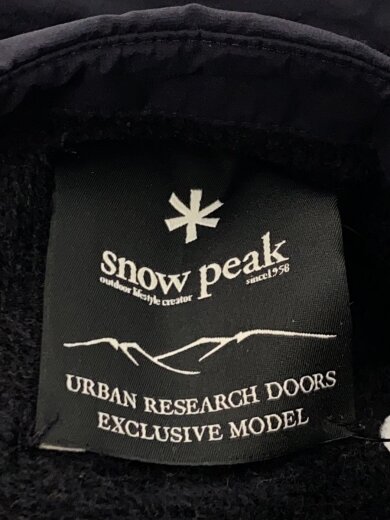 snow peak
outdoor lifestyle creator since1958
URBAN RESEARCH DOORS
EXCLUSIVE MODEL